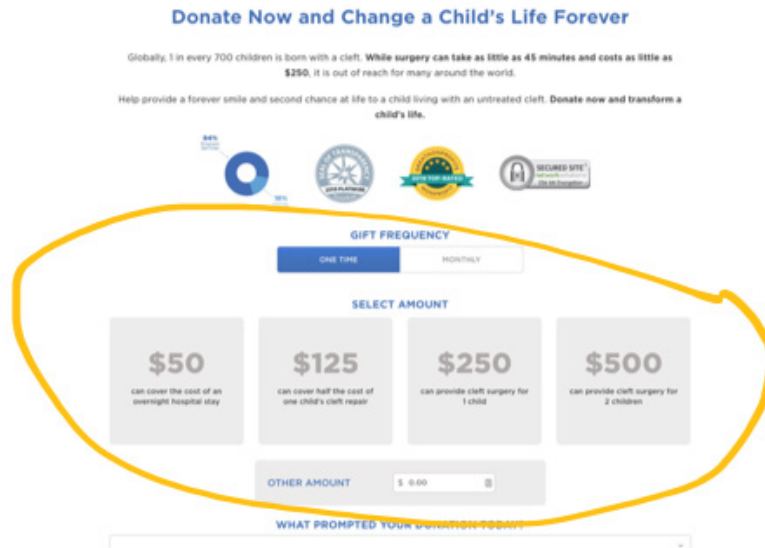 Donate Now and Change a Child's Life Forever
Globally, 1 in every 700 children is born with a cleft. While surgery can take as little as 45 minutes and costs as little as
$250, it is out of reach for many around the world.
Help provide a forever smile and second chance at life to a child living with an untreated cleft. Donate now and transform a
child's life.
SEAL OF TRANSPARENCY
SECURED SITE
GIFT FREQUENCY
ONE TIME
MONTHLY
SELECT AMOUNT
$50
can cover the cost of an
overnight hospital stay
$125
can cover half the cost of
one child's cleft repair
$250
can provide cleft surgery for
1 child
$500
can provide cleft surgery for
2 children
OTHER AMOUNT
$ 0.00
WHAT PROMPTED YOUR DONATION TODAY?